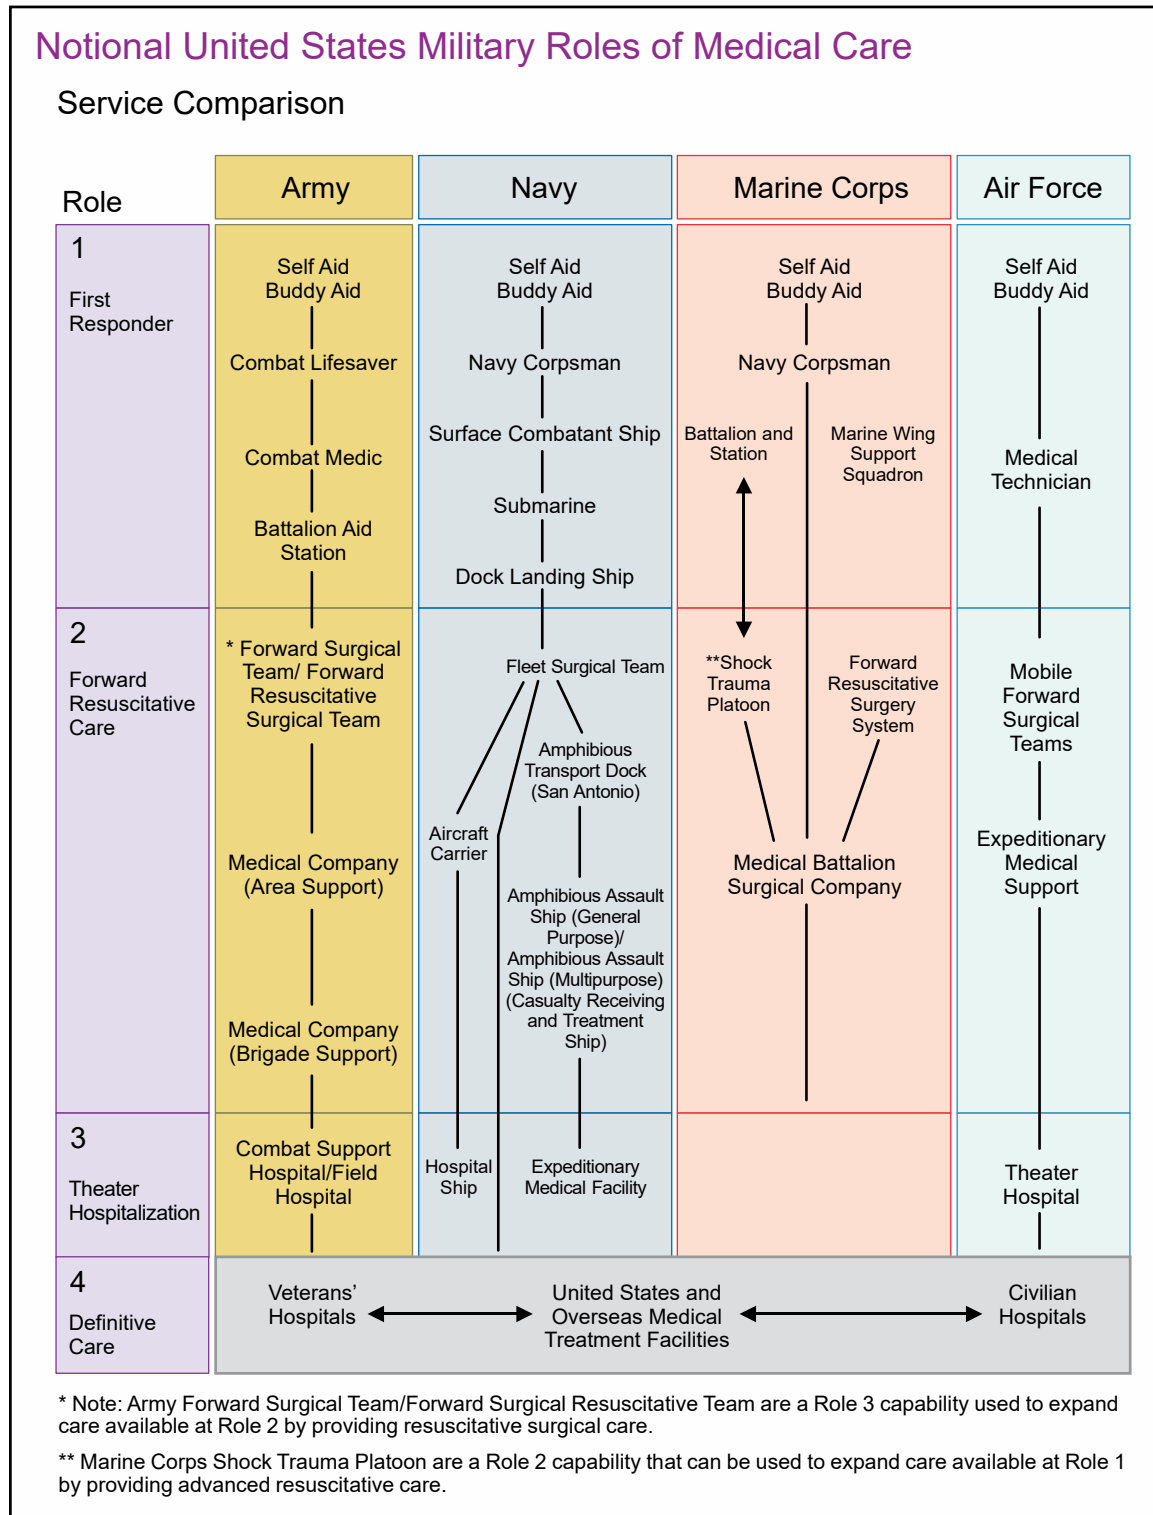 Notional United States Military Roles of Medical Care
Service Comparison
Role
Army
Navy
Marine Corps
Air Force
1
First
Responder
Self Aid
Buddy Aid
Combat Lifesaver
Combat Medic
Battalion Aid
Station
Self Aid
Buddy Aid
Navy Corpsman
Surface Combatant Ship
Submarine
Dock Landing Ship
Self Aid
Buddy Aid
Navy Corpsman
Battalion and
Station
Marine Wing
Support
Squadron
Self Aid
Buddy Aid
Medical
Technician
2
Forward
Resuscitative
Care
* Forward Surgical
Team/ Forward
Resuscitative
Surgical Team
Medical Company
(Area Support)
Medical Company
(Brigade Support)
Fleet Surgical Team
Amphibious
Transport Dock
(San Antonio)
Aircraft
Carrier
Amphibious Assault
Ship (General
Purpose)/
Amphibious Assault
Ship (Multipurpose)
(Casualty Receiving
and Treatment
Ship)
**Shock
Trauma
Platoon
Forward
Resuscitative
Surgery
System
Medical Battalion
Surgical Company
Mobile
Forward
Surgical
Teams
Expeditionary
Medical
Support
3
Theater
Hospitalization
Combat Support
Hospital/Field
Hospital
Hospital
Ship
Expeditionary
Medical Facility
Theater
Hospital
4
Definitive
Care
Veterans’
Hospitals
United States and
Overseas Medical
Treatment Facilities
Civilian
Hospitals
* Note: Army Forward Surgical Team/Forward Surgical Resuscitative Team are a Role 3 capability used to expand
care available at Role 2 by providing resuscitative surgical care.
** Marine Corps Shock Trauma Platoon are a Role 2 capability that can be used to expand care available at Role 1
by providing advanced resuscitative care.